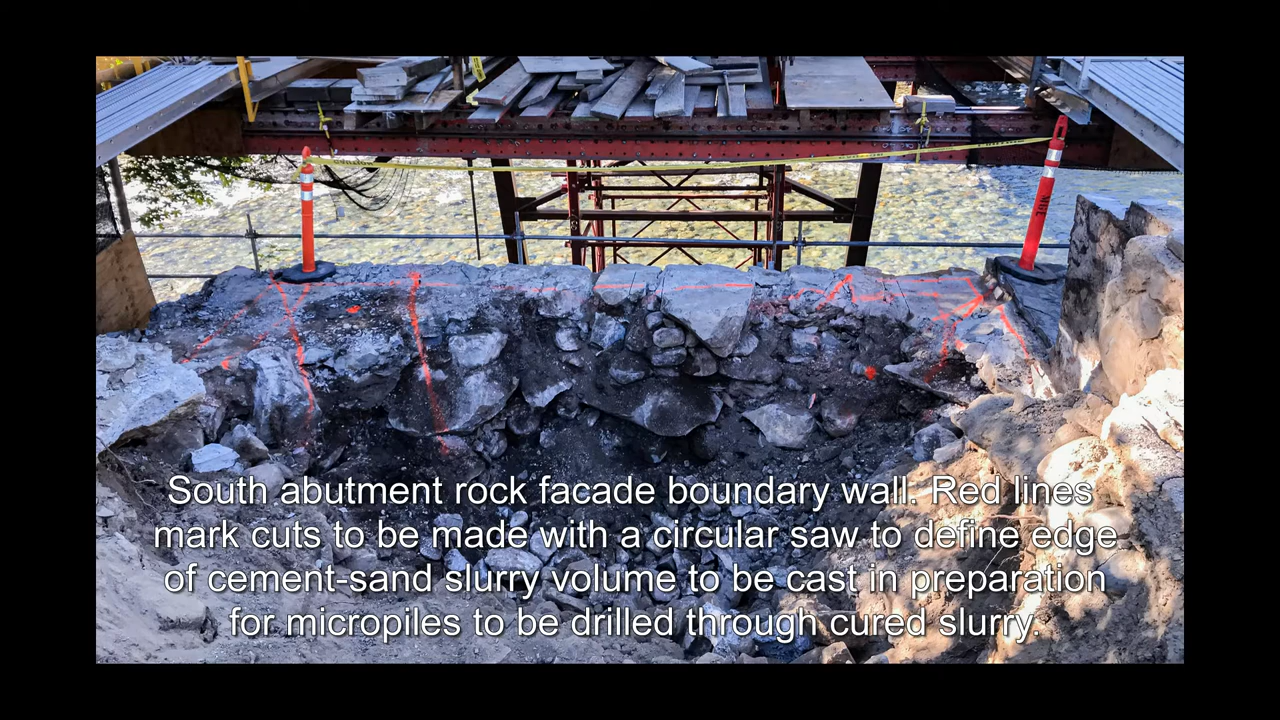 MDE
South abutment rock facade boundary wall. Red lines
mark cuts to be made with a circular saw to define edge
of cement-sand slurry volume to be cast in preparation
for micropiles to be drilled through cured slurry.